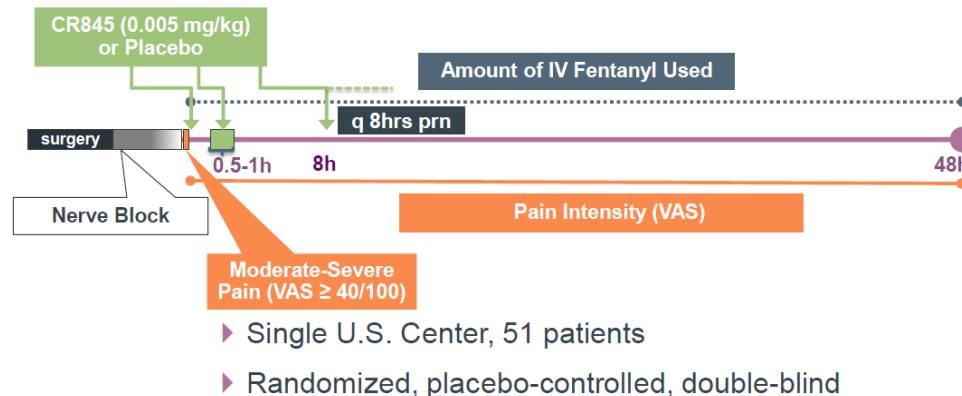 CR845 (0.005 mg/kg)
or Placebo
Amount of IV Fentanyl Used
q 8hrs prn
surgery
0.5-1h
8h
48h
Nerve Block
Pain Intensity (VAS)
Moderate-Severe
Pain (VAS ≥ 40/100)
Single U.S. Center, 51 patients
Randomized, placebo-controlled, double-blind